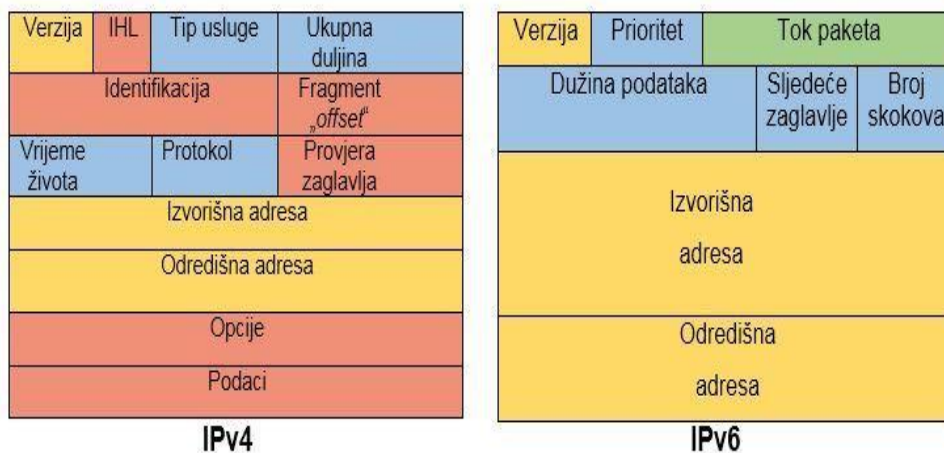 Verzija
IHL
Tip usluge
Ukupna
duljina
Identifikacija
Fragment
„offset“
Vrijeme
života
Protokol
Provjera
zaglavlja
Izvorišna adresa
Odredišna adresa
Opcije
Podaci
IPv4
Verzija
Prioritet
Tok paketa
Dužina podataka
Sljedeće
zaglavlje
Broj
skokova
Izvorišna
adresa
Odredišna
adresa
IPv6